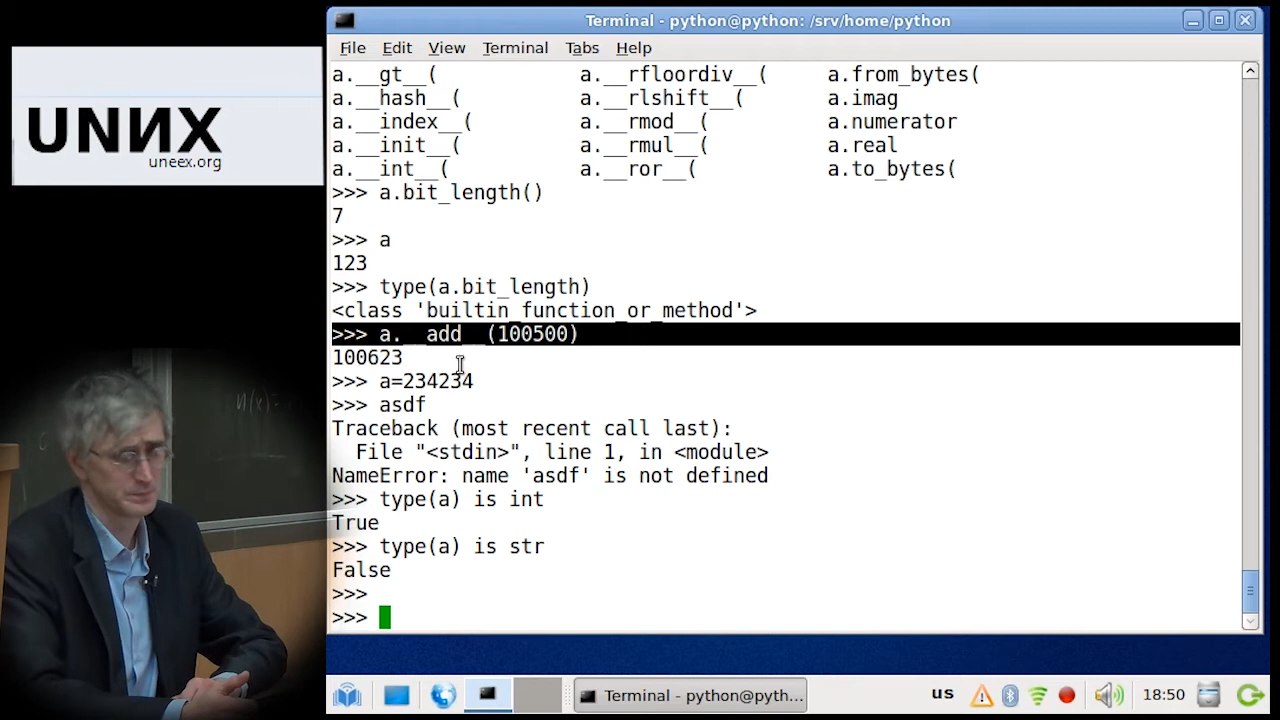 UNИX
uneex.org
Terminal - python@python: /srv/home/python
File Edit View Terminal Tabs Help
a.__gt__( a.__rfloordiv__( a.from_bytes(
a.__hash__( a.__rlshift__( a.imag
a.__index__( a.__rmod__( a.numerator
a.__init__( a.__rmul__( a.real
a.__int__( a.__ror__( a.to_bytes(
>>> a.bit_length()
7
>>> a
123
>>> type(a.bit_length)
<class 'builtin_function_or_method'>
>>> a.__add__(100500)
100623
>>> a=234234
>>> asdf
Traceback (most recent call last):
File "<stdin>", line 1, in <module>
NameError: name 'asdf' is not defined
>>> type(a) is int
True
>>> type(a) is str
False
>>>
>>>
Terminal - python@pyth... us 18:50